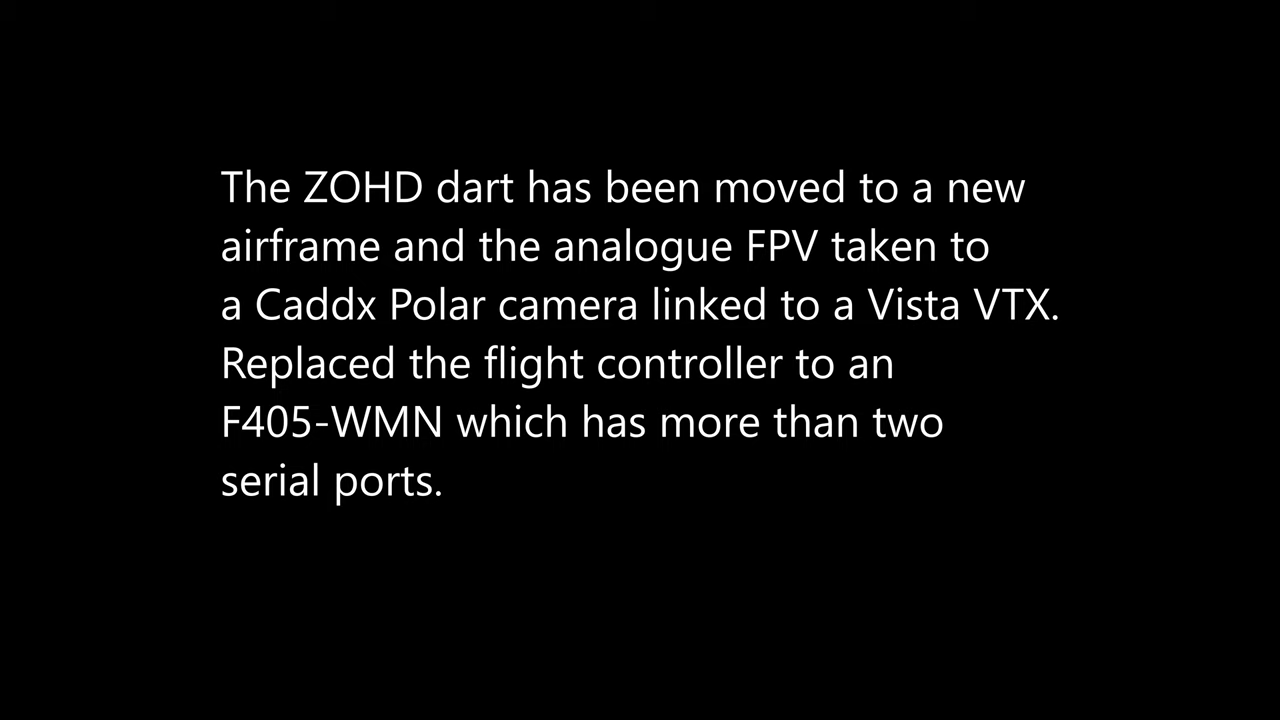 The ZOHD dart has been moved to a new
airframe and the analogue FPV taken to
a Caddx Polar camera linked to a Vista VTX.
Replaced the flight controller to an
F405-WMN which has more than two
serial ports.